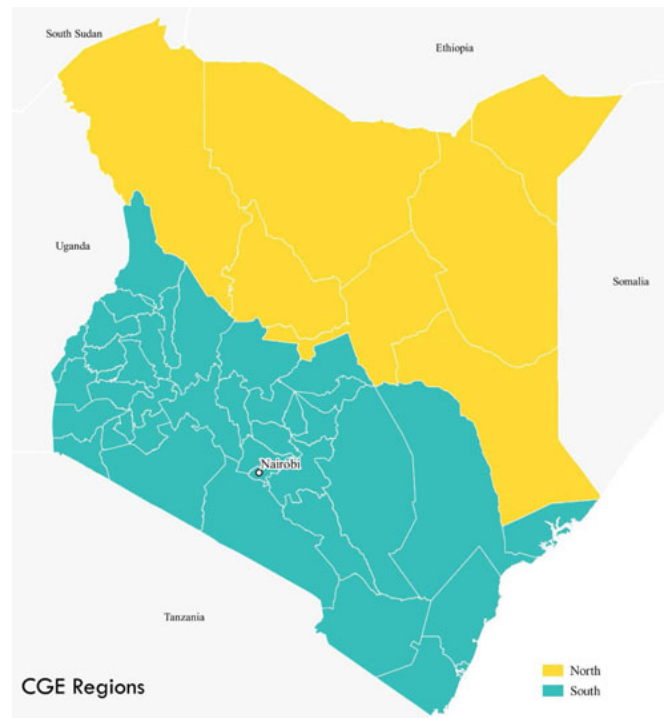 South Sudan
Ethiopia
Uganda
Somalia
Nairobi
Tanzania
North
South
CGE Regions